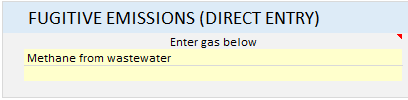 FUGITIVE EMISSIONS (DIRECT ENTRY)
Enter gas below
Methane from wastewater